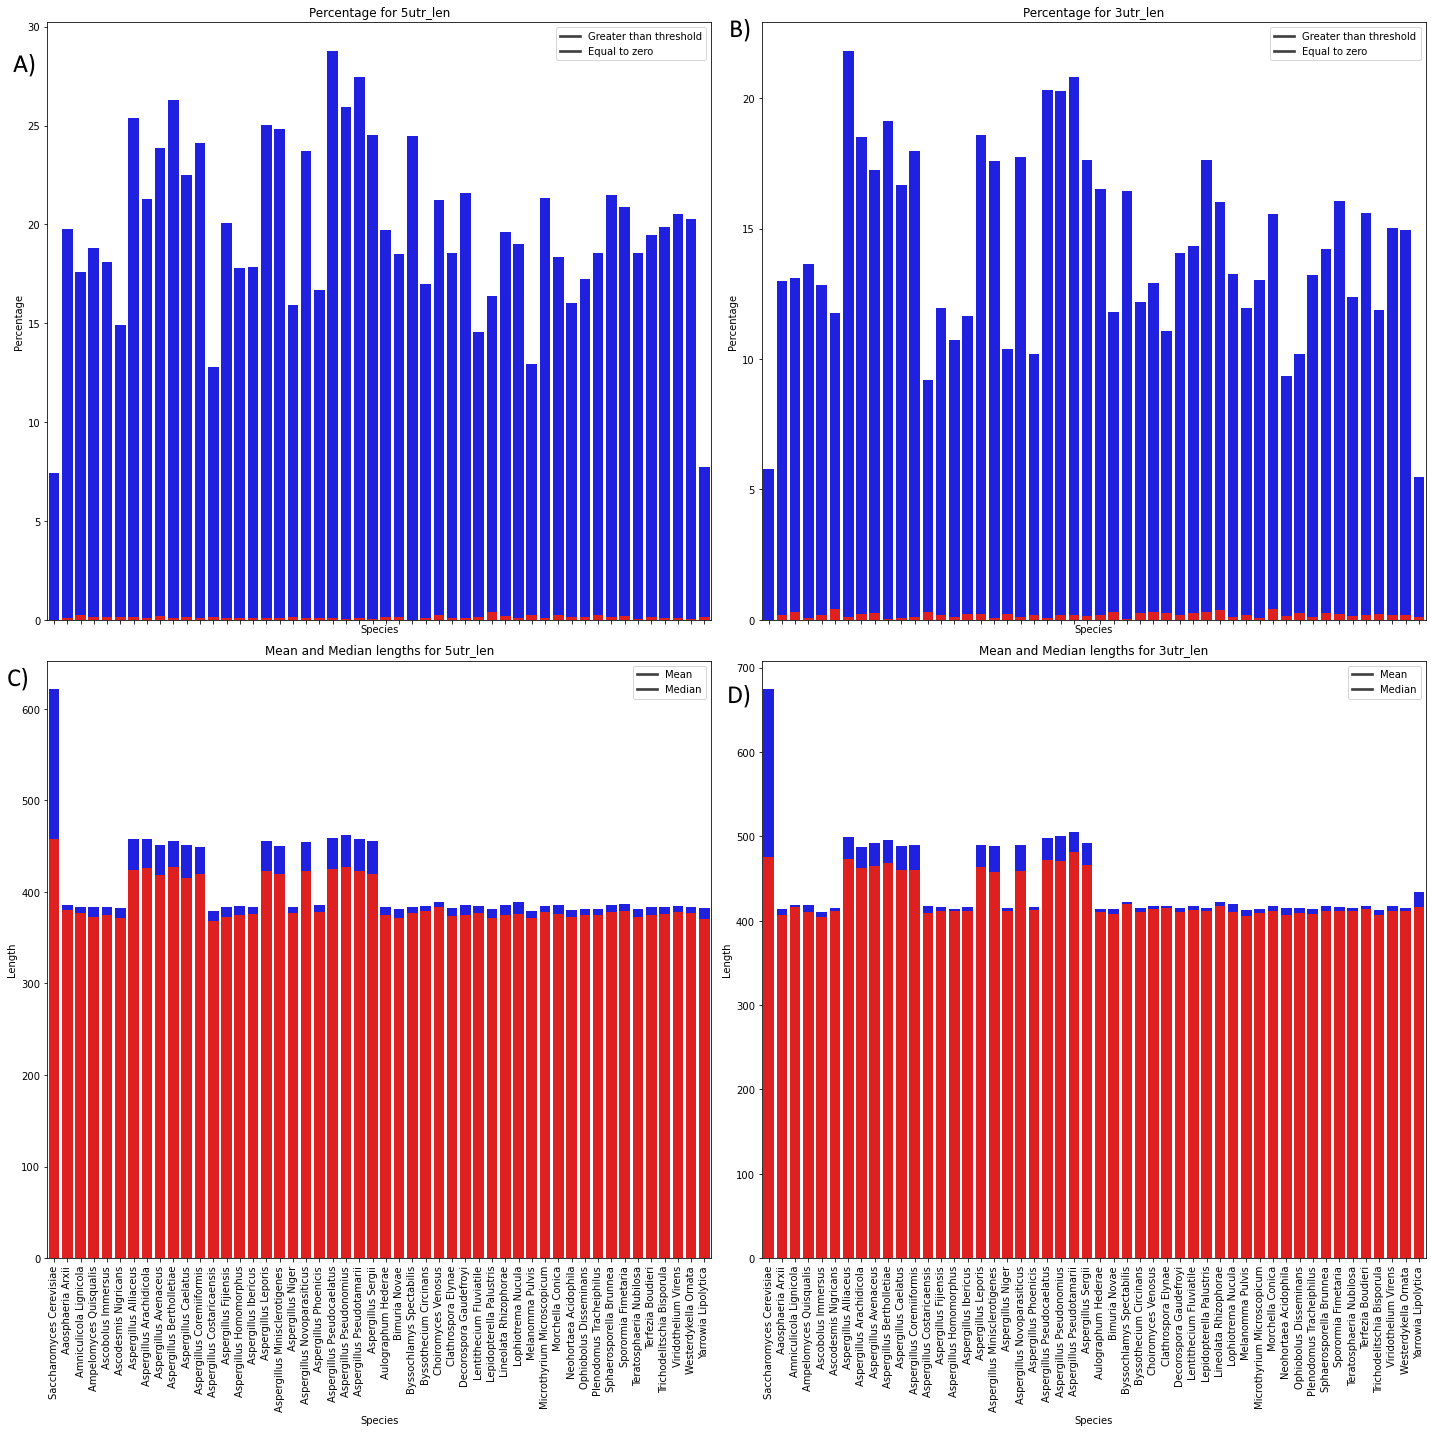 Percentage for 5utr_len
A)
Greater than threshold
Equal to zero
30
25
20
15
10
5
0
Percentage
Species
Percentage for 3utr_len
B)
Greater than threshold
Equal to zero
20
15
10
5
0
Percentage
Species
Mean and Median lengths for 5utr_len
C)
Mean
Median
600
500
400
300
200
100
0
Length
Saccharomyces Cerevisiae
Aaosphaeria Arxii
Amniculicola Lignicola
Ampelomyces Quisqualis
Ascobolus Immersus
Ascodesmis Nigricans
Aspergillus Alliaceus
Aspergillus Arachidicola
Aspergillus Avenaceus
Aspergillus Bertholletiae
Aspergillus Caelatus
Aspergillus Coremiiformis
Aspergillus Costaricaensis
Aspergillus Fijiensis
Aspergillus Homomorphus
Aspergillus Ibericus
Aspergillus Leporis
Aspergillus Minisclerotigenes
Aspergillus Niger
Aspergillus Novoparasiticus
Aspergillus Phoenicis
Aspergillus Pseudocaelatus
Aspergillus Pseudonomius
Aspergillus Pseudotamarii
Aspergillus Sergii
Aulographum Hederae
Bimuria Novae
Byssochlamys Spectabilis
Byssothecium Circinans
Choiromyces Venosus
Clathrospora Elynae
Decorospora Gaudefroyi
Lentithecium Fluviatile
Lepidopterella Palustris
Lineolata Rhizophorae
Lophiotrema Nucula
Melanomma Pulvis
Microthyrium Microscopicum
Morchella Conica
Neohortaea Acidophila
Ophiobolus Disseminans
Plenodomus Tracheiphilus
Sphaerosporella Brunnea
Sporormia Fimetaria
Teratosphaeria Nubilosa
Terfezia Boudieri
Trichodelitschia Bisporula
Viridothelium Virens
Westerdykella Ornata
Yarrowia Lipolytica
Species
Mean and Median lengths for 3utr_len
D)
Mean
Median
700
600
500
400
300
200
100
0
Length
Saccharomyces Cerevisiae
Aaosphaeria Arxii
Amniculicola Lignicola
Ampelomyces Quisqualis
Ascobolus Immersus
Ascodesmis Nigricans
Aspergillus Alliaceus
Aspergillus Arachidicola
Aspergillus Avenaceus
Aspergillus Bertholletiae
Aspergillus Caelatus
Aspergillus Coremiiformis
Aspergillus Costaricaensis
Aspergillus Fijiensis
Aspergillus Homomorphus
Aspergillus Ibericus
Aspergillus Leporis
Aspergillus Minisclerotigenes
Aspergillus Niger
Aspergillus Novoparasiticus
Aspergillus Phoenicis
Aspergillus Pseudocaelatus
Aspergillus Pseudonomius
Aspergillus Pseudotamarii
Aspergillus Sergii
Aulographum Hederae
Bimuria Novae
Byssochlamys Spectabilis
Byssothecium Circinans
Choiromyces Venosus
Clathrospora Elynae
Decorospora Gaudefroyi
Lentithecium Fluviatile
Lepidopterella Palustris
Lineolata Rhizophorae
Lophiotrema Nucula
Melanomma Pulvis
Microthyrium Microscopicum
Morchella Conica
Neohortaea Acidophila
Ophiobolus Disseminans
Plenodomus Tracheiphilus
Sphaerosporella Brunnea
Sporormia Fimetaria
Teratosphaeria Nubilosa
Terfezia Boudieri
Trichodelitschia Bisporula
Viridothelium Virens
Westerdykella Ornata
Yarrowia Lipolytica
Species